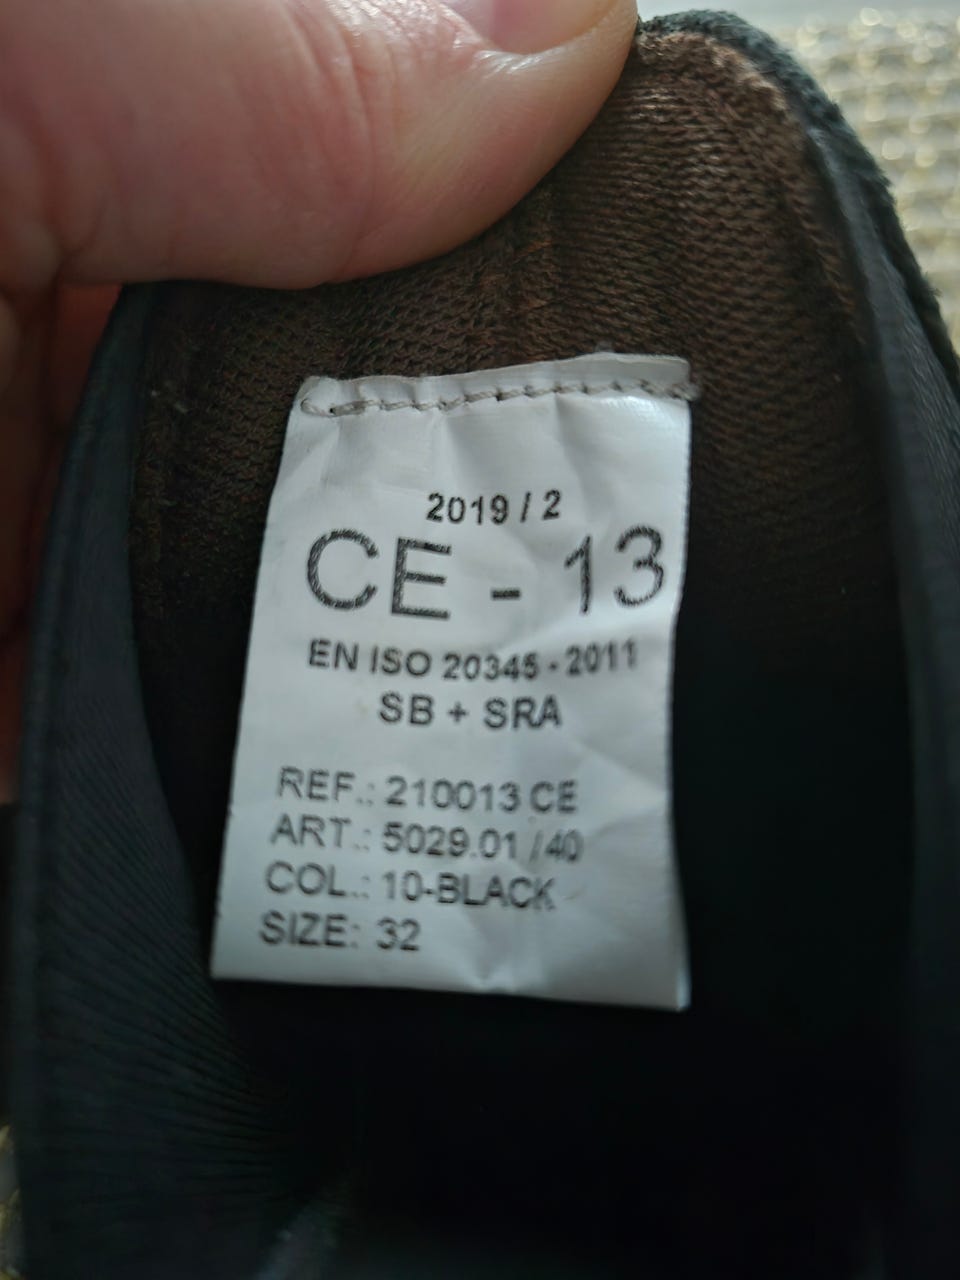 2019 / 2
CE - 13
EN ISO 20345 - 2011
SB + SRA
REF.: 210013 CE
ART.: 5029.01 /40
COL.: 10-BLACK
SIZE: 32